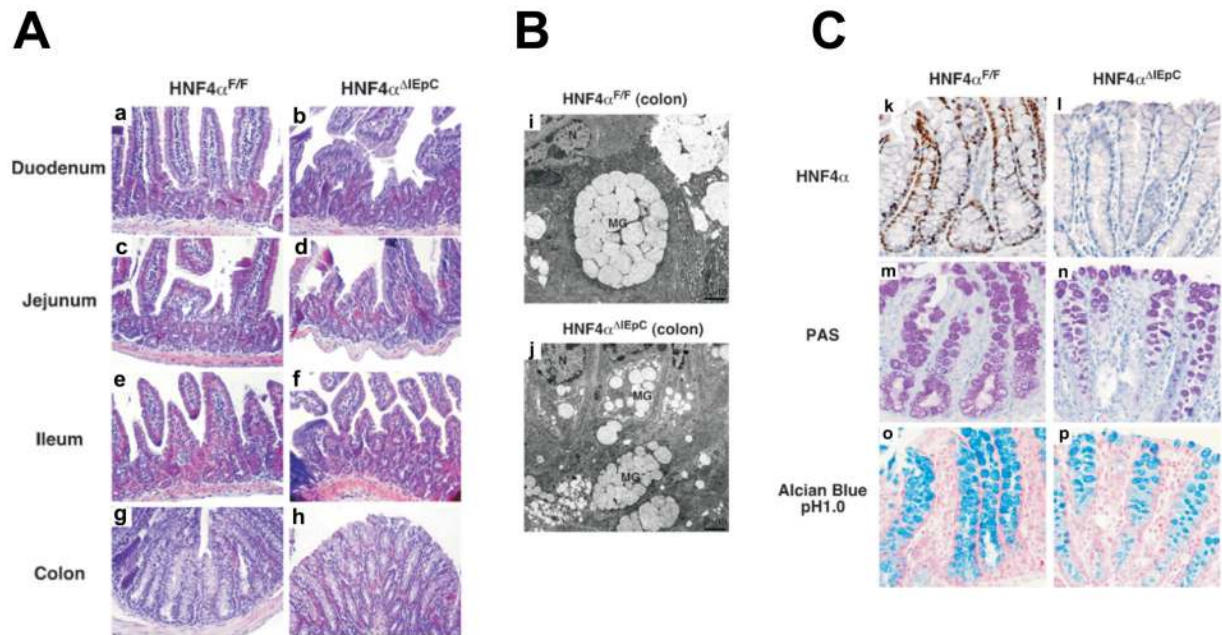 A
B
C
HNF4α^F/F
HNF4α^ΔIEpC
a
b
Duodenum
c
d
Jejunum
e
f
Ileum
g
h
Colon
HNF4α^F/F (colon)
i
N
MG
HNF4α^ΔIEpC (colon)
j
N
MG
MG
HNF4α^F/F
HNF4α^ΔIEpC
k
l
HNF4α
m
n
PAS
o
p
Alcian Blue
pH1.0